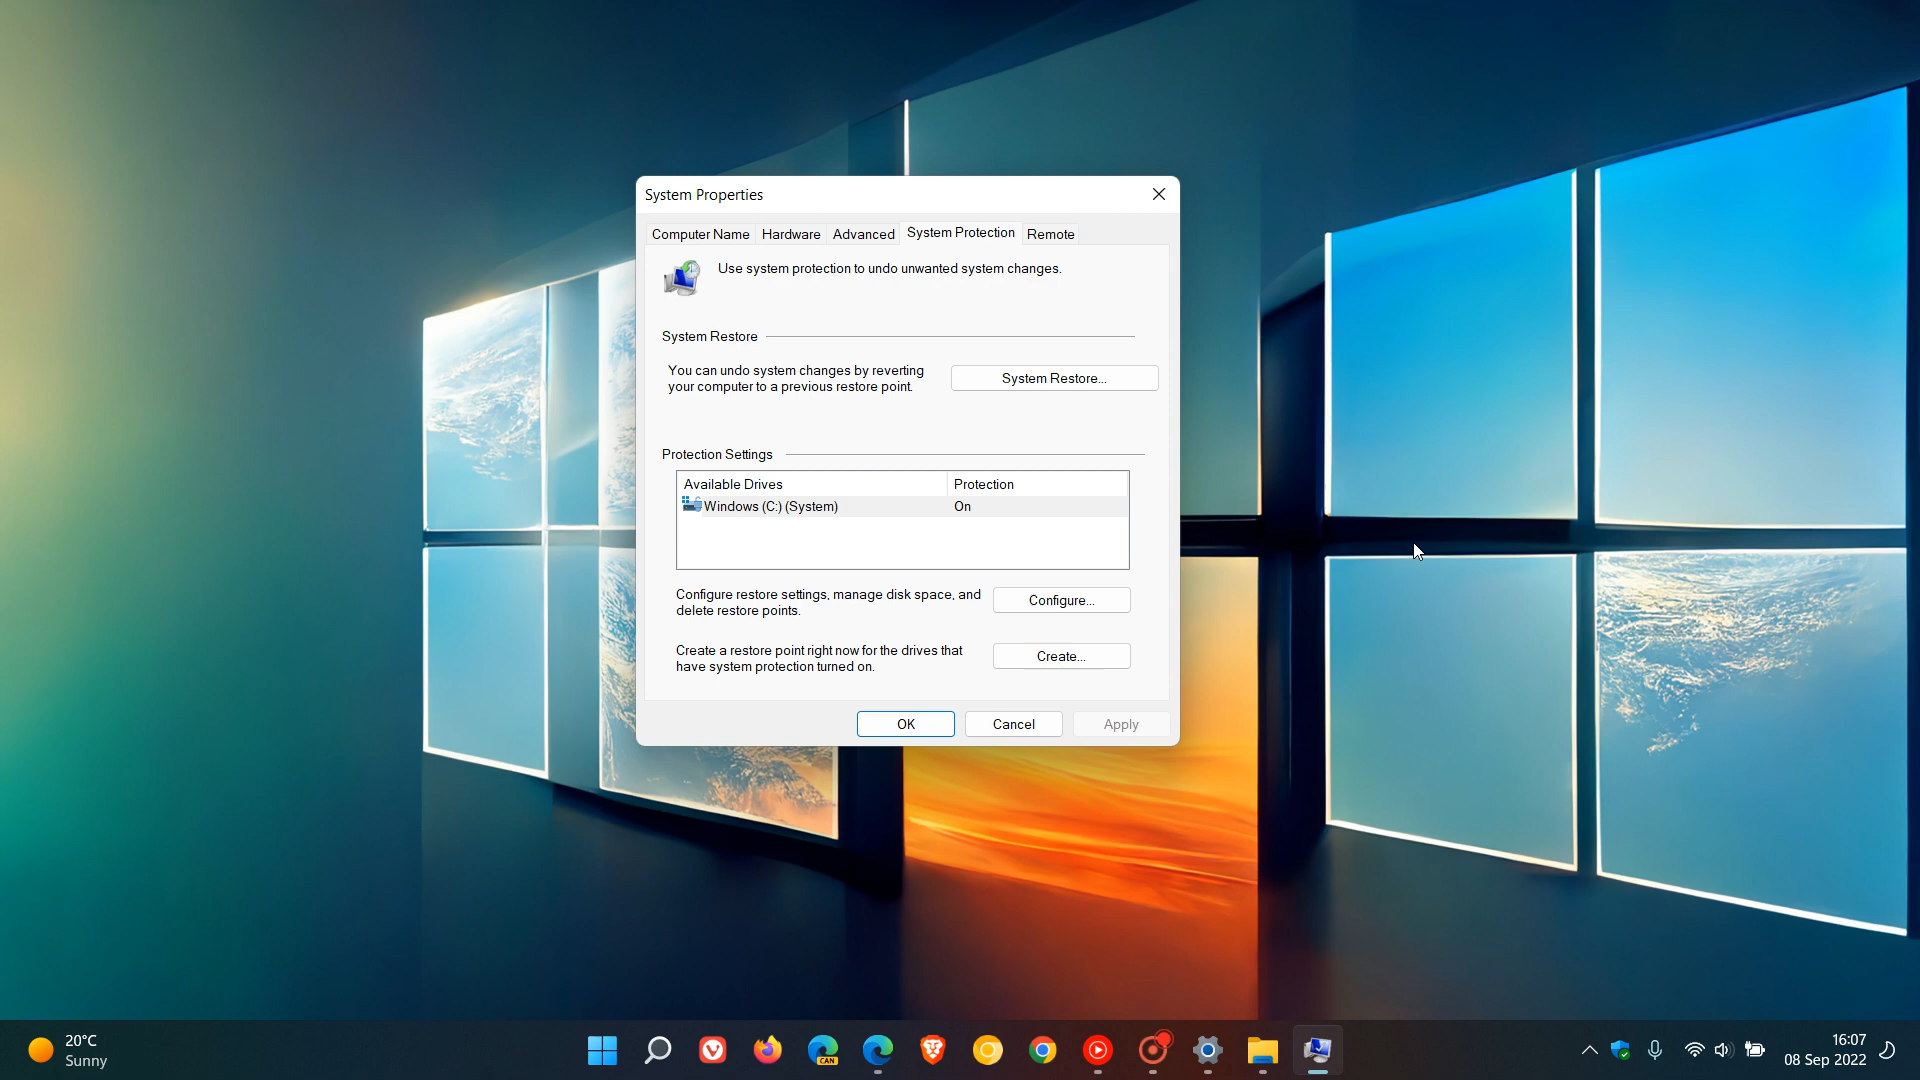 System Properties
Computer Name
Hardware
Advanced
System Protection
Remote
Use system protection to undo unwanted system changes.
System Restore
You can undo system changes by reverting
your computer to a previous restore point.
System Restore...
Protection Settings
Available Drives
Protection
Windows (C:) (System)
On
Configure restore settings, manage disk space, and
delete restore points.
Configure...
Create a restore point right now for the drives that
have system protection turned on.
Create...
OK
Cancel
Apply
20°C
Sunny
CAN
16:07
08 Sep 2022